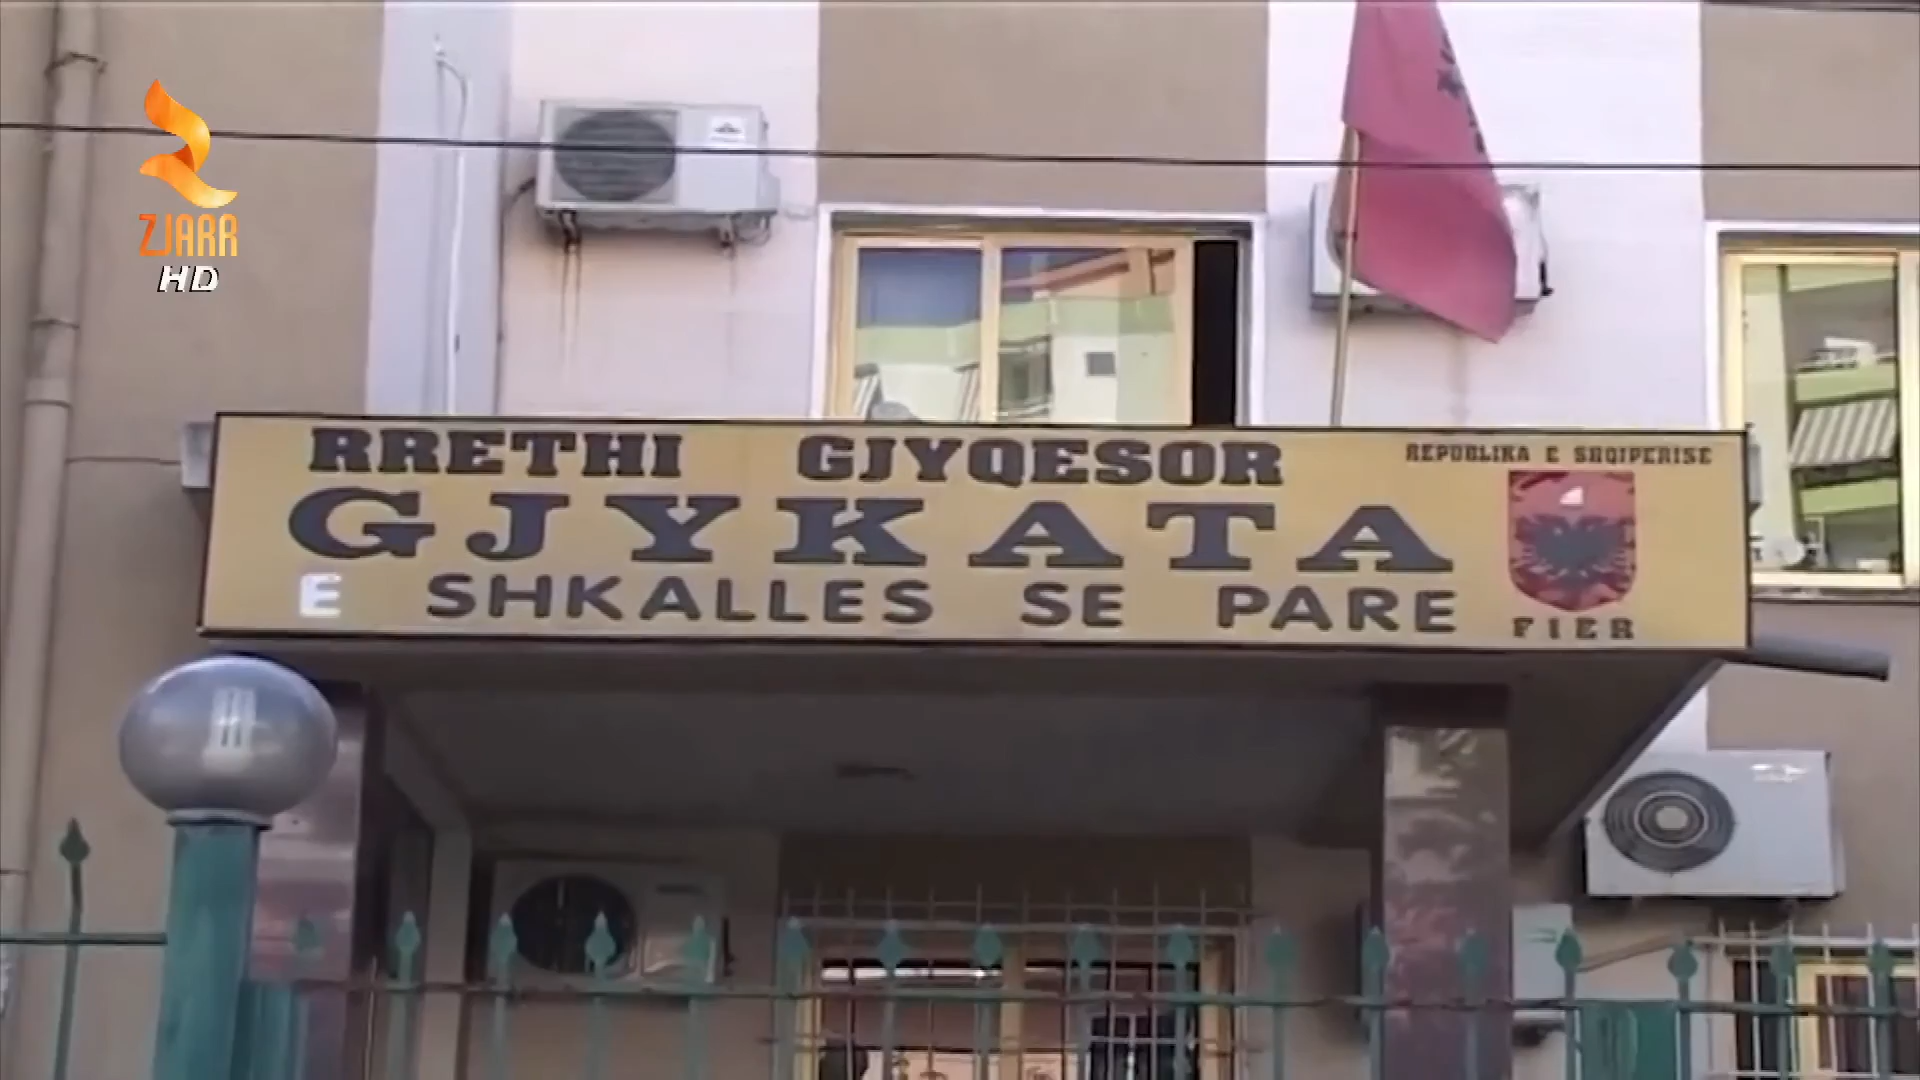 ZJARR
HD
RRETHI GJYQESOR
REPUBLIKA E SHQIPERISE
GJYKATA
E SHKALLES SE PARE
FIER